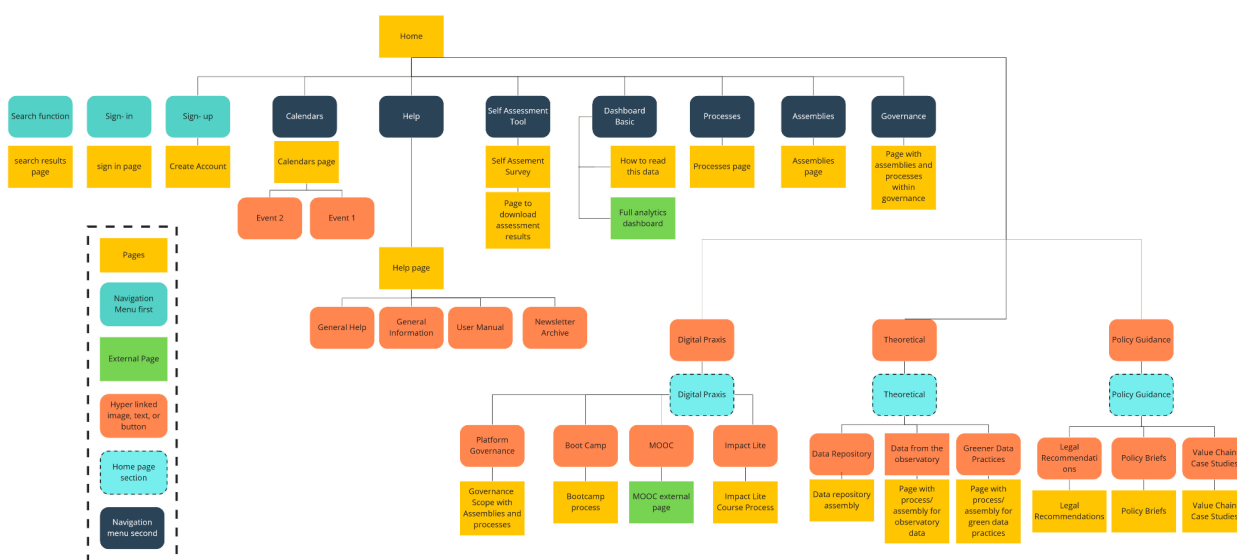 Home
Search function
Sign- in
Sign- up
Calendars
Help
Self Assessment
Tool
Dashboard
Basic
Processes
Assemblies
Governance
search results
page
sign in page
Create Account
Calendars page
Self Assement
Survey
How to read
this data
Processes page
Assemblies
page
Page with
assemblies and
processes
within
governance
Event 2
Event 1
Page to
download
assessment
results
Full analytics
dashboard
Help page
General Help
General
Information
User Manual
Newsletter
Archive
Pages
Navigation
Menu first
External Page
Hyper linked
image, text, or
button
Home page
section
Navigation
menu second
Digital Praxis
Theoretical
Policy Guidance
Digital Praxis
Theoretical
Policy Guidance
Platform
Governance
Boot Camp
MOOC
Impact Lite
Data Repository
Data from the
observatory
Greener Data
Practices
Legal
Recommendati
ons
Policy Briefs
Value Chain
Case Studies
Governance
Scope with
Assemblies and
processes
Bootcamp
process
MOOC external
page
Impact Lite
Course Process
Data repository
assembly
Page with
process/
assembly for
observatory
data
Page with
process/
assembly for
green data
practices
Legal
Recommendations
Policy Briefs
Value Chain
Case Studies